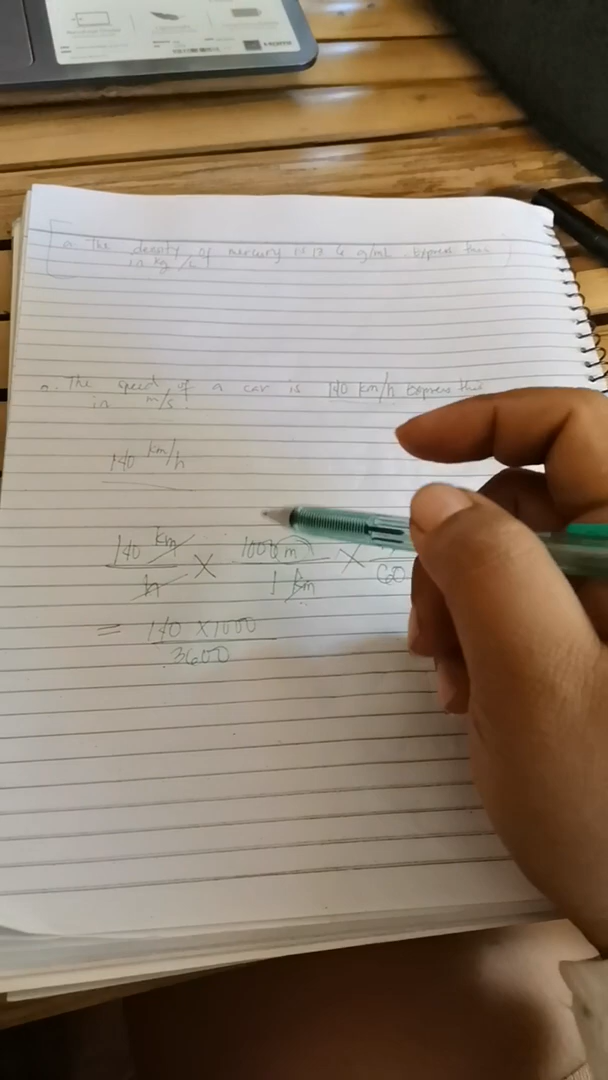 a. The density of mercury is 13.6 g/mL. Express this
in kg/L
a. The speed of a car is 140 km/h Express this
in m/s.
140 km/h
140 km/h × 1000 m/1 km × 60
= 140 × 1000
3600